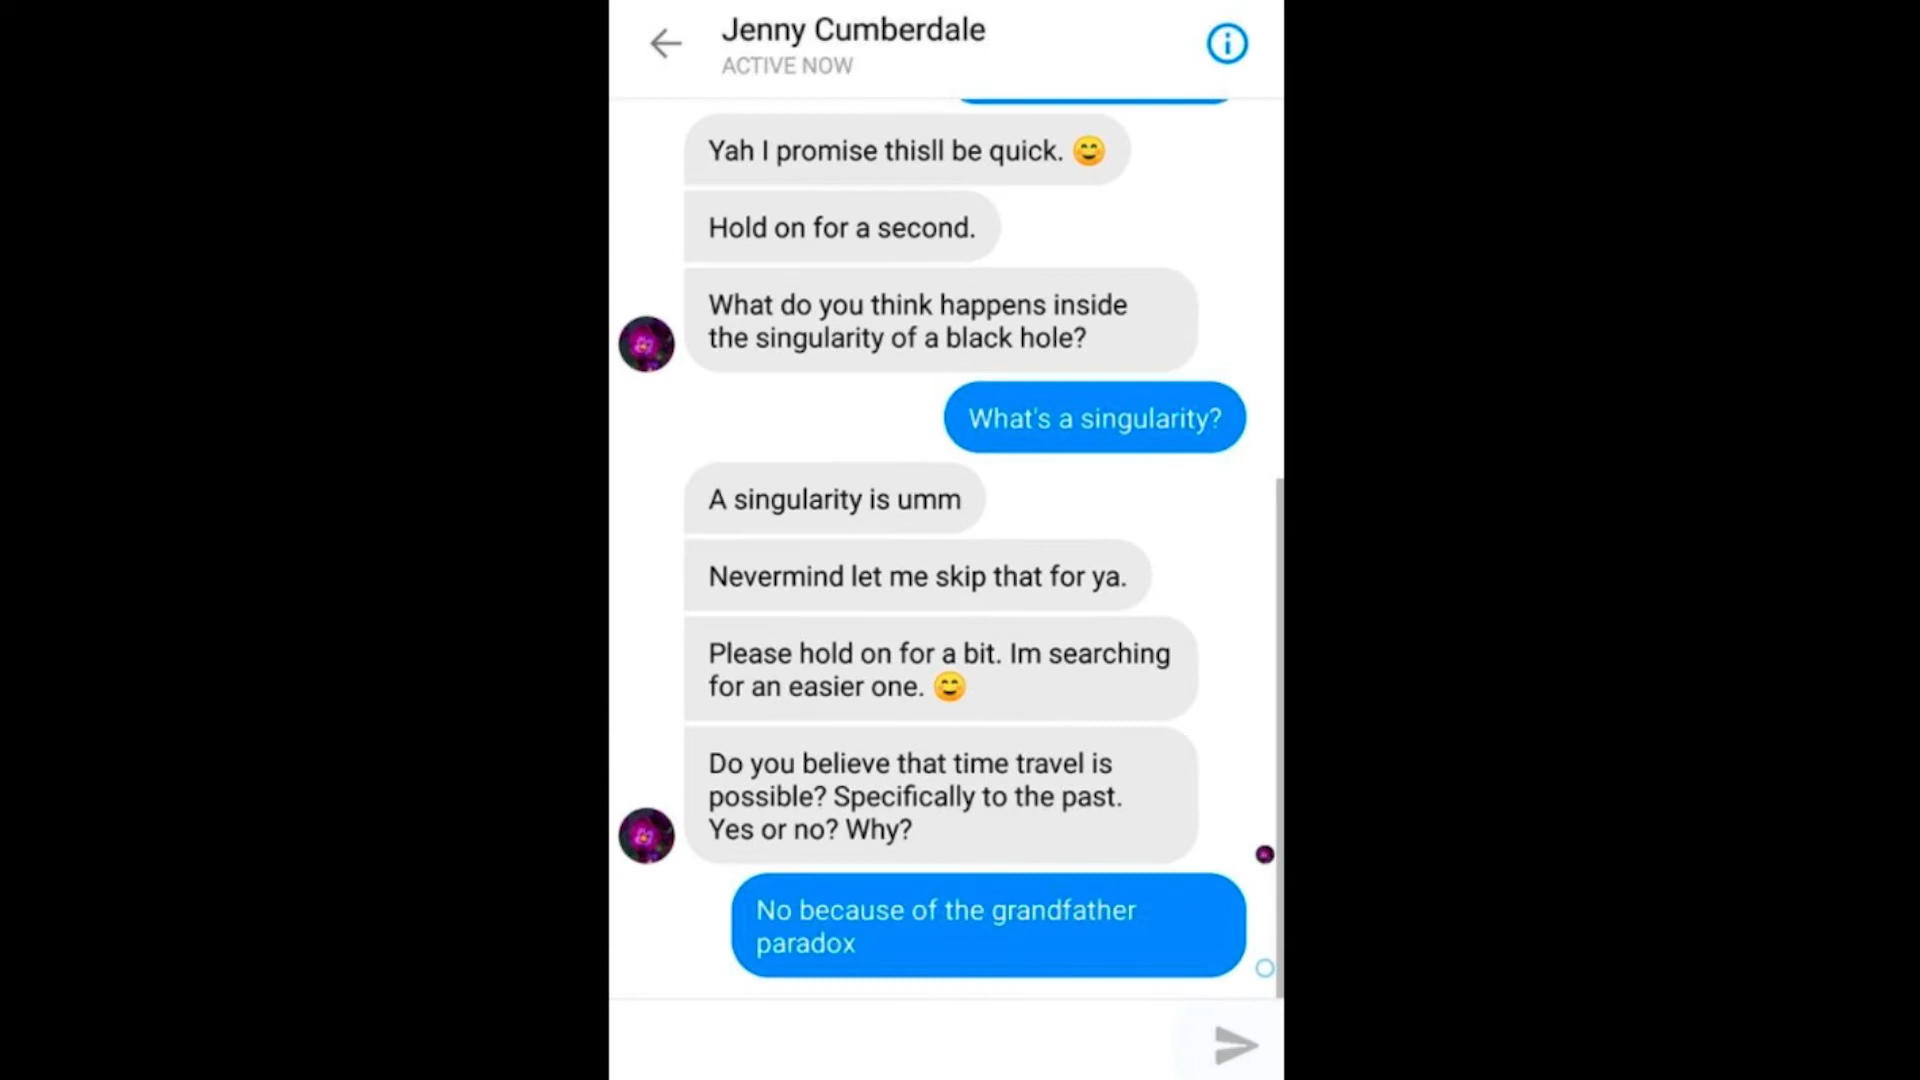 Jenny Cumberdale
ACTIVE NOW
Yah I promise thisll be quick. 😊
Hold on for a second.
What do you think happens inside
the singularity of a black hole?
What's a singularity?
A singularity is umm
Nevermind let me skip that for ya.
Please hold on for a bit. Im searching
for an easier one. 😊
Do you believe that time travel is
possible? Specifically to the past.
Yes or no? Why?
No because of the grandfather
paradox